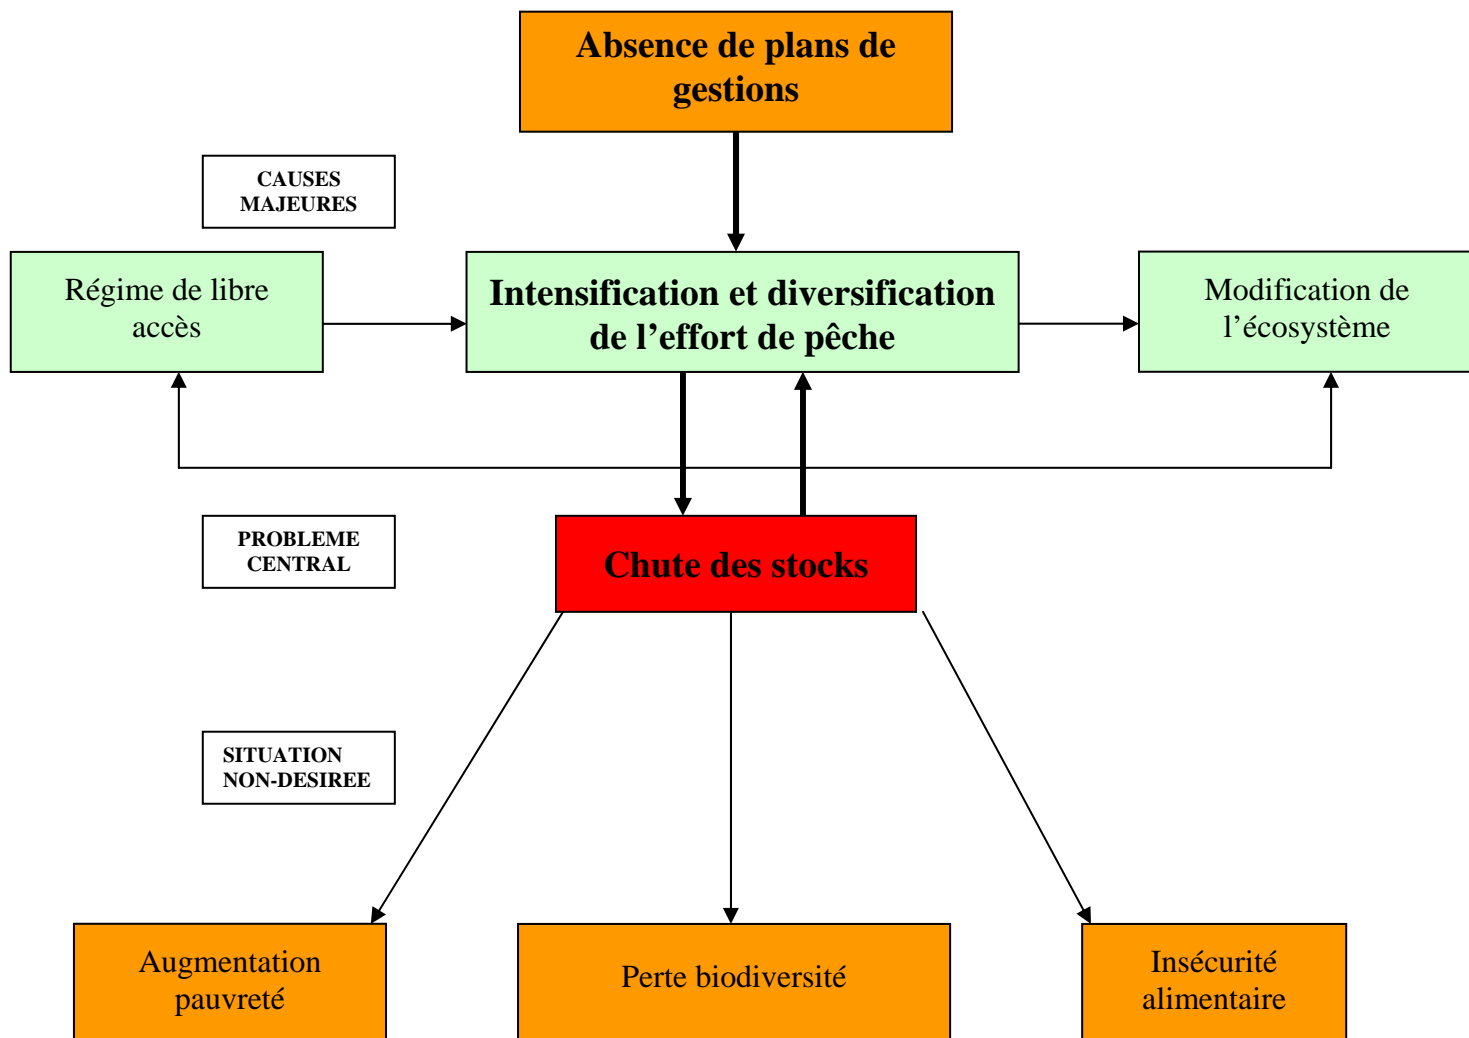 Absence de plans de
gestions
CAUSES
MAJEURES
Régime de libre
accès
Intensification et diversification
de l’effort de pêche
Modification de
l’écosystème
PROBLEME
CENTRAL
Chute des stocks
SITUATION
NON-DESIREE
Augmentation
pauvreté
Perte biodiversité
Insécurité
alimentaire